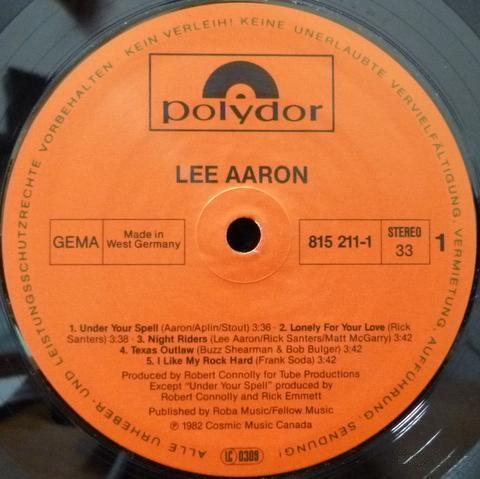 polydor
LEE AARON
GEMA
Made in
West Germany
815 211-1
STEREO
33
1
1. Under Your Spell (Aaron/Aplin/Stout) 3:36 · 2. Lonely For Your Love (Rick
Santers) 3:38 · 3. Night Riders (Lee Aaron/Rick Santers/Matt McGarry) 3:42
4. Texas Outlaw (Buzz Shearman & Bob Bulger) 3:42
5. I Like My Rock Hard (Frank Soda) 3:42
Produced by Robert Connolly for Tube Productions
Except "Under Your Spell" produced by
Robert Connolly and Rick Emmett
Published by Roba Music/Fellow Music
℗ 1982 Cosmic Music Canada
LC 0309
ALLE URHEBER- UND LEISTUNGSSCHUTZRECHTE VORBEHALTEN · KEIN VERLEIH! KEINE UNERLAUBTE VERVIELFÄLTIGUNG, VERMIETUNG, AUFFÜHRUNG, SENDUNG!